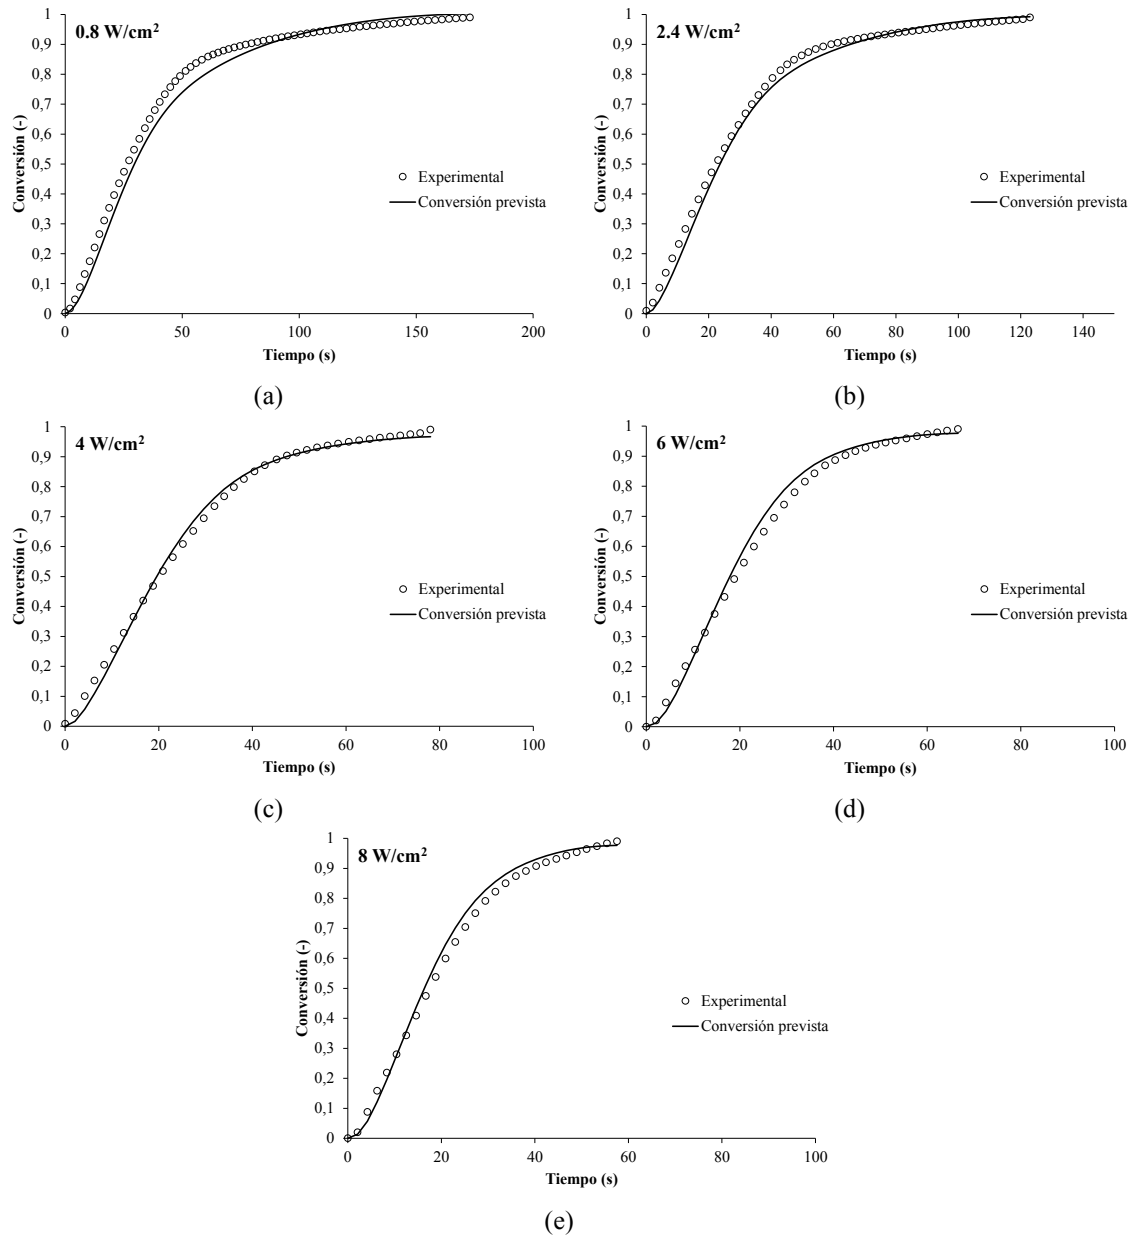 0.8 W/cm²
Conversión (-)
1
0,9
0,8
0,7
0,6
0,5
0,4
0,3
0,2
0,1
0
0 50 100 150 200
Tiempo (s)
Experimental
Conversión prevista
(a)
2.4 W/cm²
Conversión (-)
1
0,9
0,8
0,7
0,6
0,5
0,4
0,3
0,2
0,1
0
0 20 40 60 80 100 120 140
Tiempo (s)
Experimental
Conversión prevista
(b)
4 W/cm²
Conversión (-)
1
0,9
0,8
0,7
0,6
0,5
0,4
0,3
0,2
0,1
0
0 20 40 60 80 100
Tiempo (s)
Experimental
Conversión prevista
(c)
6 W/cm²
Conversión (-)
1
0,9
0,8
0,7
0,6
0,5
0,4
0,3
0,2
0,1
0
0 20 40 60 80 100
Tiempo (s)
Experimental
Conversión prevista
(d)
8 W/cm²
Conversión (-)
1
0,9
0,8
0,7
0,6
0,5
0,4
0,3
0,2
0,1
0
0 20 40 60 80 100
Tiempo (s)
Experimental
Conversión prevista
(e)